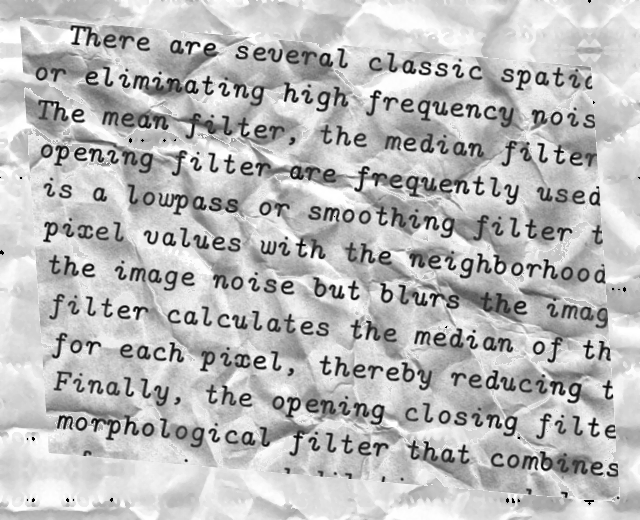 There are several classic spatic
or eliminating high frequency nois
The mean filter, the median filter
opening filter are frequently used
is a lowpass or smoothing filter t
pixel values with the neighborhood
the image noise but blurs the imag
filter calculates the median of th
for each pixel, thereby reducing t
Finally, the opening closing filte
morphological filter that combines